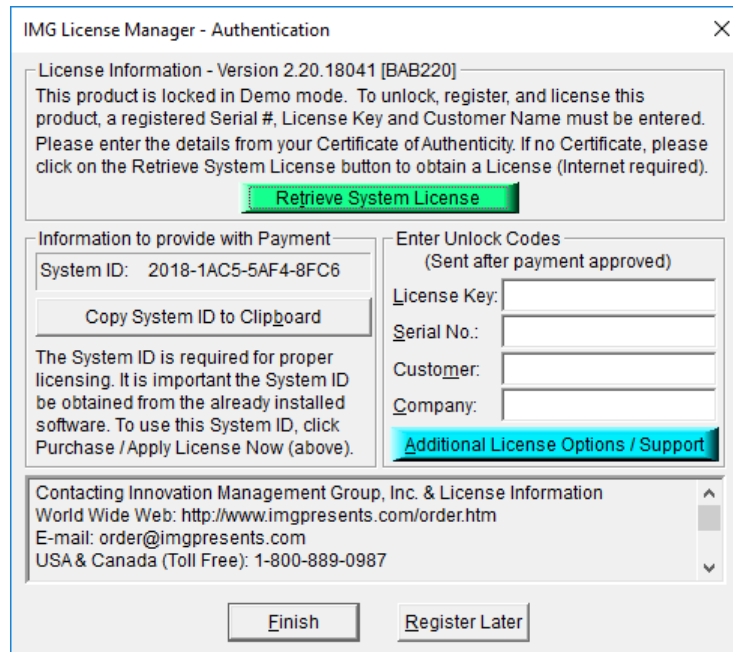 IMG License Manager - Authentication
License Information - Version 2.20.18041 [BAB220]
This product is locked in Demo mode.  To unlock, register, and license this
product, a registered Serial #, License Key and Customer Name must be entered.
Please enter the details from your Certificate of Authenticity. If no Certificate, please
click on the Retrieve System License button to obtain a License (Internet required).
Retrieve System License
Information to provide with Payment
System ID: 2018-1AC5-5AF4-8FC6
Copy System ID to Clipboard
The System ID is required for proper
licensing. It is important the System ID
be obtained from the already installed
software. To use this System ID, click
Purchase / Apply License Now (above).
Enter Unlock Codes
(Sent after payment approved)
License Key:
Serial No.:
Customer:
Company:
Additional License Options / Support
Contacting Innovation Management Group, Inc. & License Information
World Wide Web: http://www.imgpresents.com/order.htm
E-mail: order@imgpresents.com
USA & Canada (Toll Free): 1-800-889-0987
Finish
Register Later